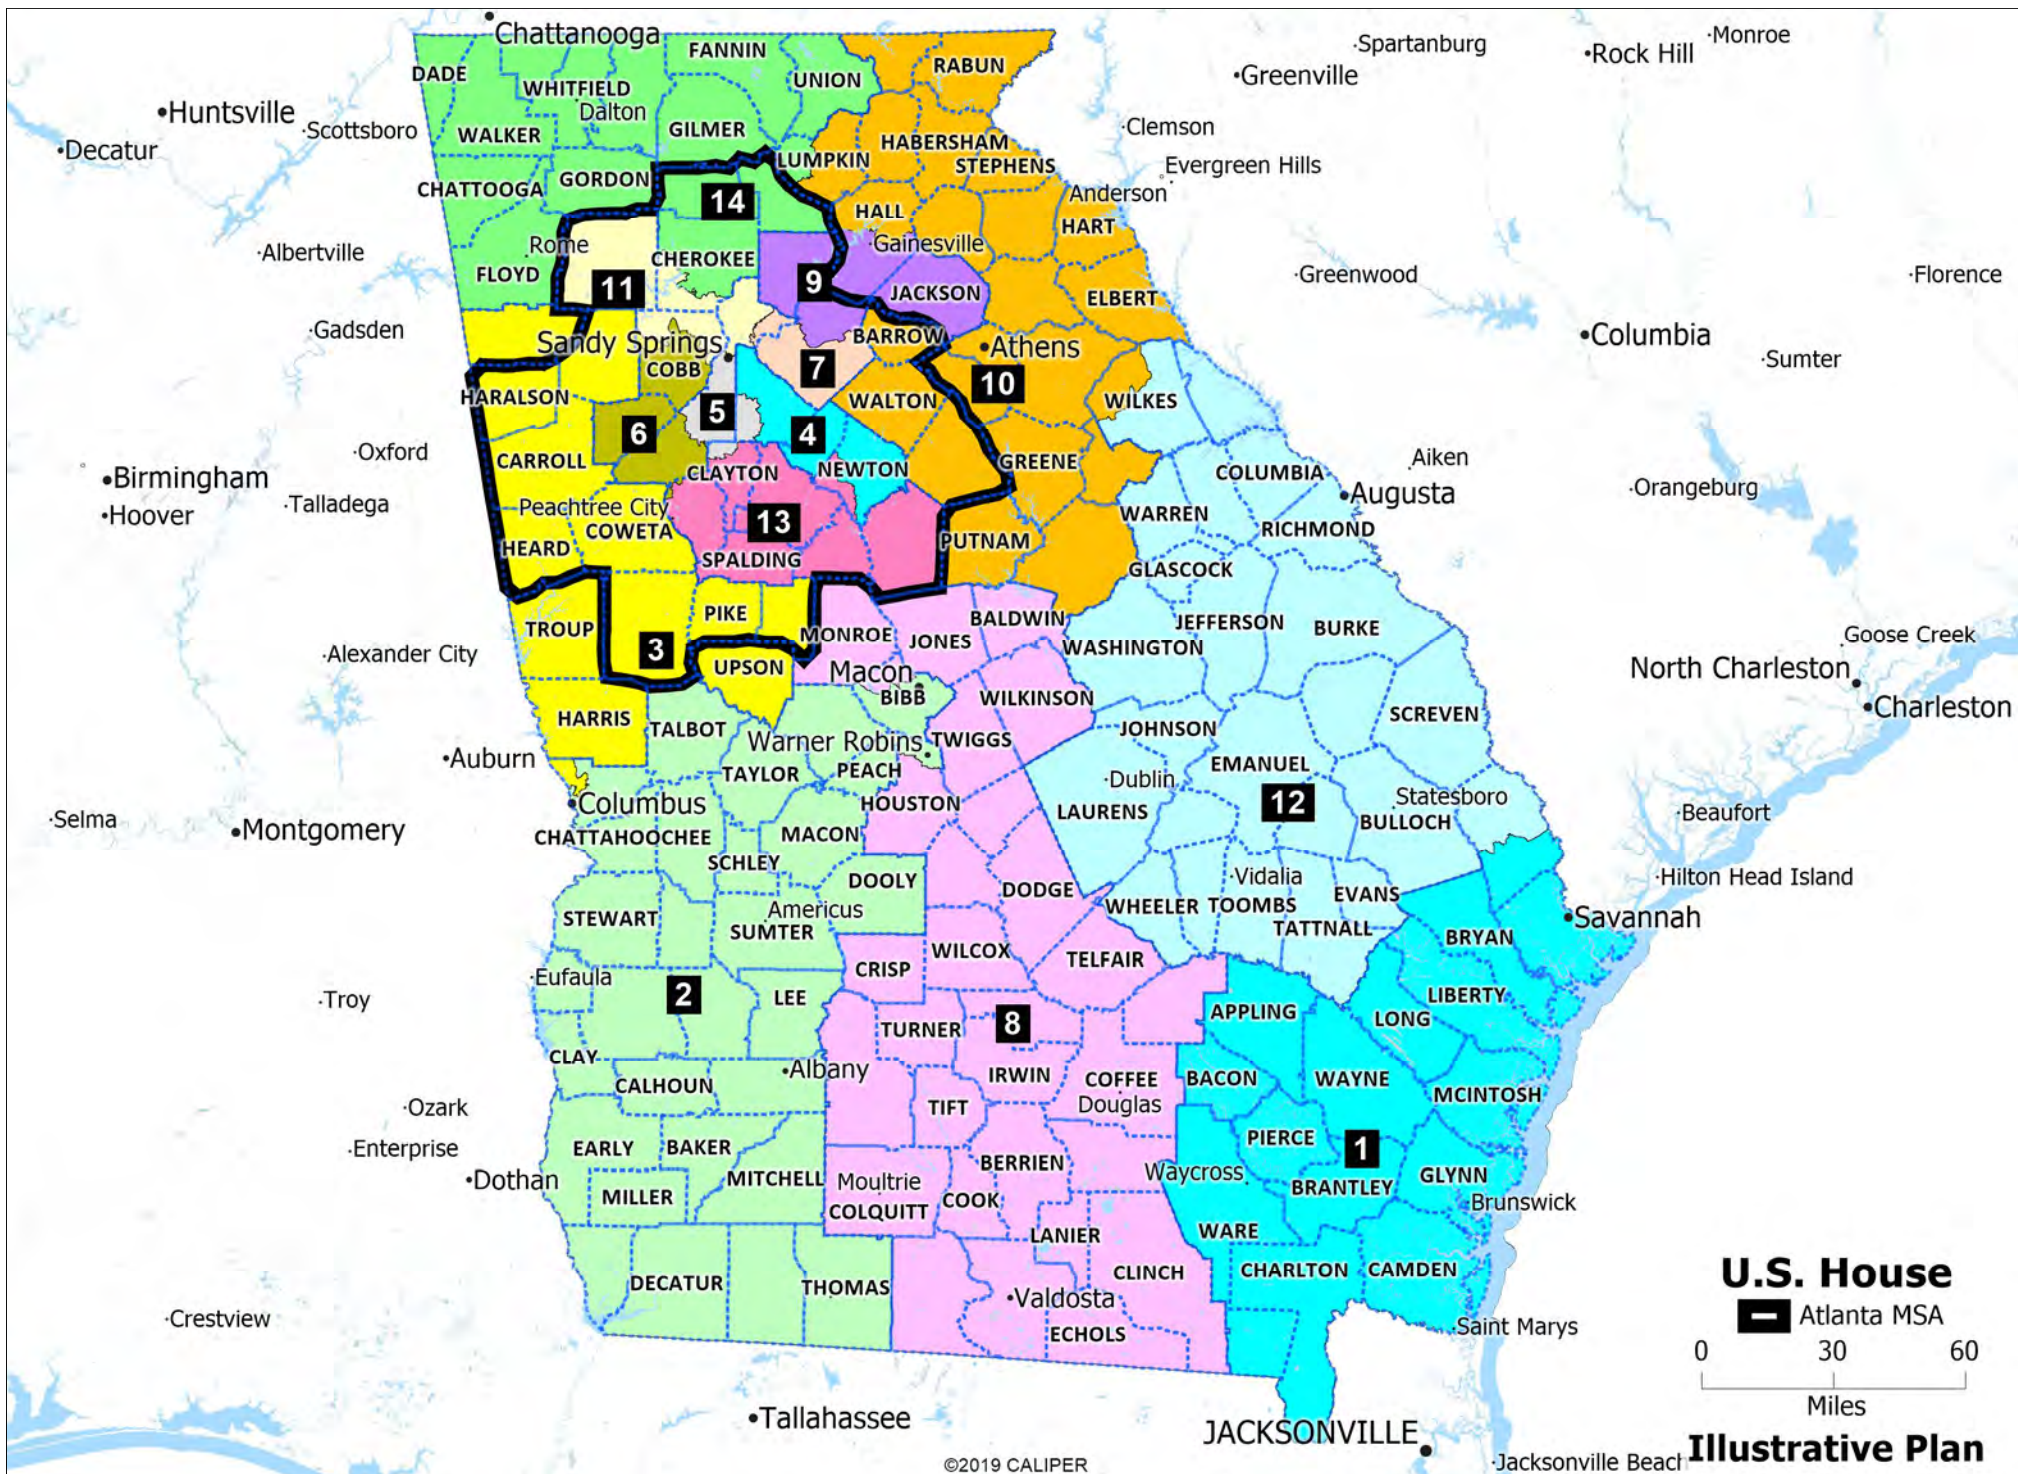 Chattanooga
FANNIN
RABUN
DADE
WHITFIELD
UNION
Dalton
Spartanburg
Rock Hill
Monroe
Greenville
Huntsville
Scottsboro
Decatur
WALKER
GILMER
HABERSHAM
Clemson
LUMPKIN
STEPHENS
Evergreen Hills
CHATTOOGA
GORDON
14
Anderson
HALL
HART
Albertville
Rome
CHEROKEE
Gainesville
FLOYD
11
9
JACKSON
ELBERT
Greenwood
Florence
Gadsden
Sandy Springs
BARROW
Athens
Columbia
COBB
7
10
Sumter
HARALSON
WALTON
WILKES
6
5
4
Oxford
CARROLL
CLAYTON
NEWTON
GREENE
COLUMBIA
Aiken
Birmingham
Hoover
Talladega
Augusta
Orangeburg
Peachtree City
COWETA
13
WARREN
RICHMOND
HEARD
SPALDING
PUTNAM
GLASCOCK
TROUP
PIKE
MONROE
JONES
BALDWIN
JEFFERSON
BURKE
WASHINGTON
3
Goose Creek
Alexander City
UPSON
Macon
BIBB
WILKINSON
North Charleston
Charleston
HARRIS
TALBOT
TWIGGS
JOHNSON
SCREVEN
Auburn
Warner Robins
TAYLOR
PEACH
EMANUEL
Dublin
Columbus
HOUSTON
LAURENS
12
Statesboro
BULLOCH
Selma
Montgomery
CHATTAHOOCHEE
MACON
Beaufort
SCHLEY
DOOLY
DODGE
Vidalia
EVANS
Hilton Head Island
STEWART
Americus
SUMTER
WHEELER
TOOMBS
TATTNALL
Savannah
BRYAN
CRISP
WILCOX
TELFAIR
Eufaula
Troy
2
LEE
LIBERTY
APPLING
LONG
TURNER
8
CLAY
Albany
CALHOUN
IRWIN
COFFEE
Douglas
BACON
WAYNE
MCINTOSH
Ozark
TIFT
Enterprise
EARLY
BAKER
PIERCE
1
BERRIEN
Dothan
MILLER
MITCHELL
Moultrie
COLQUITT
COOK
Waycross
BRANTLEY
GLYNN
Brunswick
LANIER
WARE
DECATUR
THOMAS
CLINCH
CHARLTON
CAMDEN
Valdosta
ECHOLS
Crestview
Saint Marys
Tallahassee
JACKSONVILLE
Jacksonville Beach
U.S. House
Atlanta MSA
0 30 60
Miles
Illustrative Plan
©2019 CALIPER